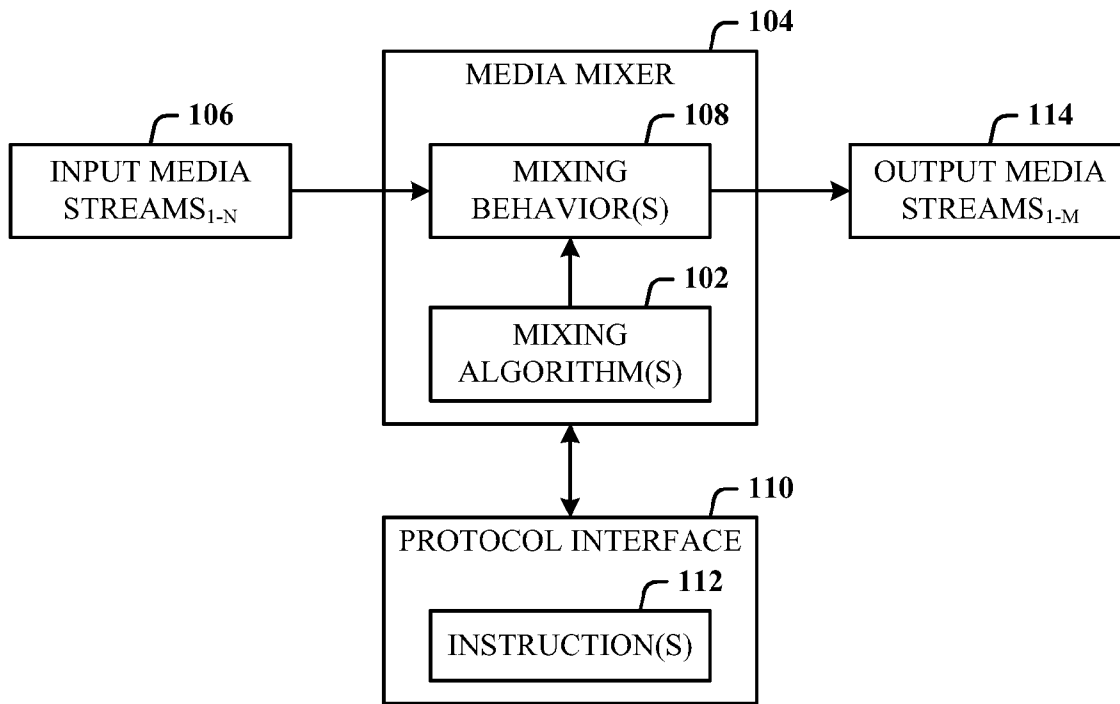 104
MEDIA MIXER
106
108
114
INPUT MEDIA
STREAMS1-N
MIXING
BEHAVIOR(S)
OUTPUT MEDIA
STREAMS1-M
102
MIXING
ALGORITHM(S)
110
PROTOCOL INTERFACE
112
INSTRUCTION(S)